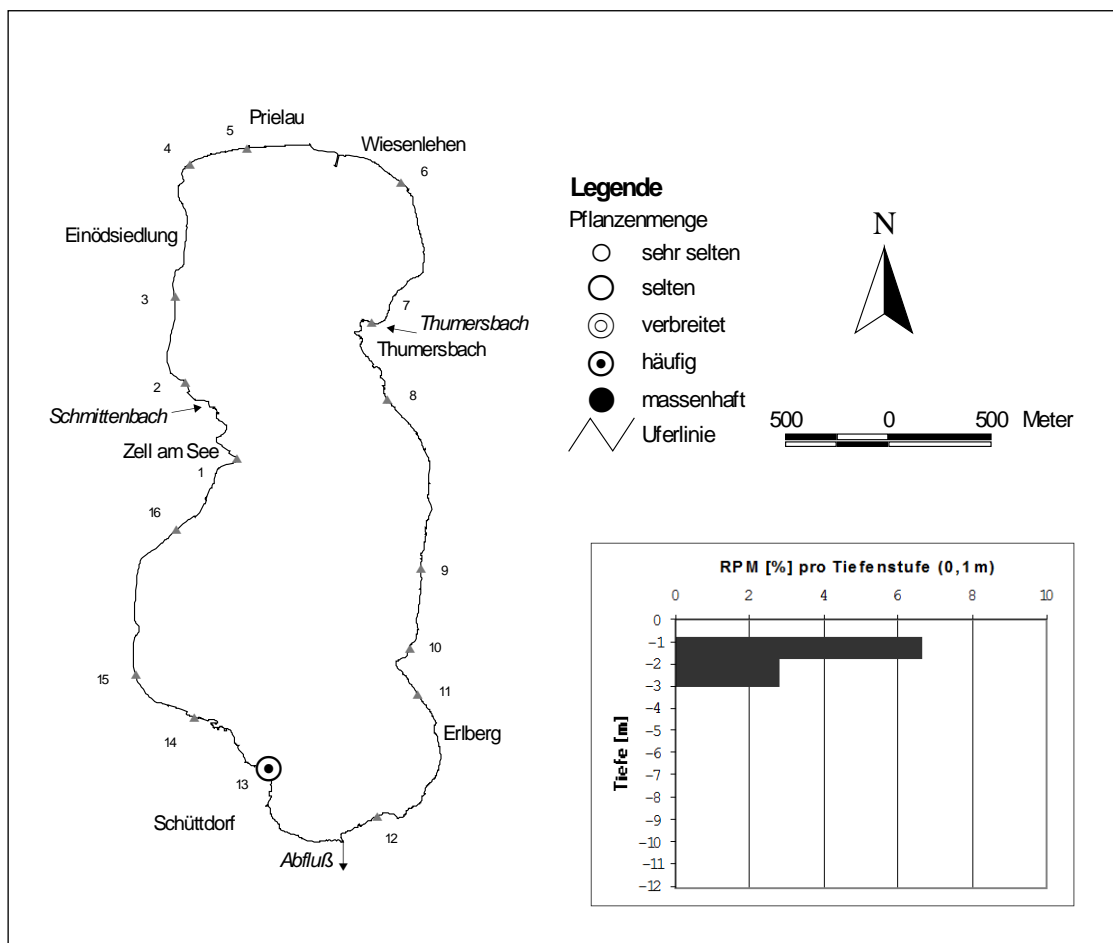 Prielau
5
4
Wiesenlehen
6
Einödsiedlung
3
7
Thumersbach
Thumersbach
2
8
Schmittenbach
Zell am See
1
16
9
10
15
11
14
Erlberg
13
Schüttdorf
12
Abfluß
Legende
Pflanzenmenge
sehr selten
selten
verbreitet
häufig
massenhaft
Uferlinie
N
500 0 500 Meter
RPM [%] pro Tiefenstufe (0,1 m)
0 2 4 6 8 10
Tiefe [m]
0
-1
-2
-3
-4
-5
-6
-7
-8
-9
-10
-11
-12